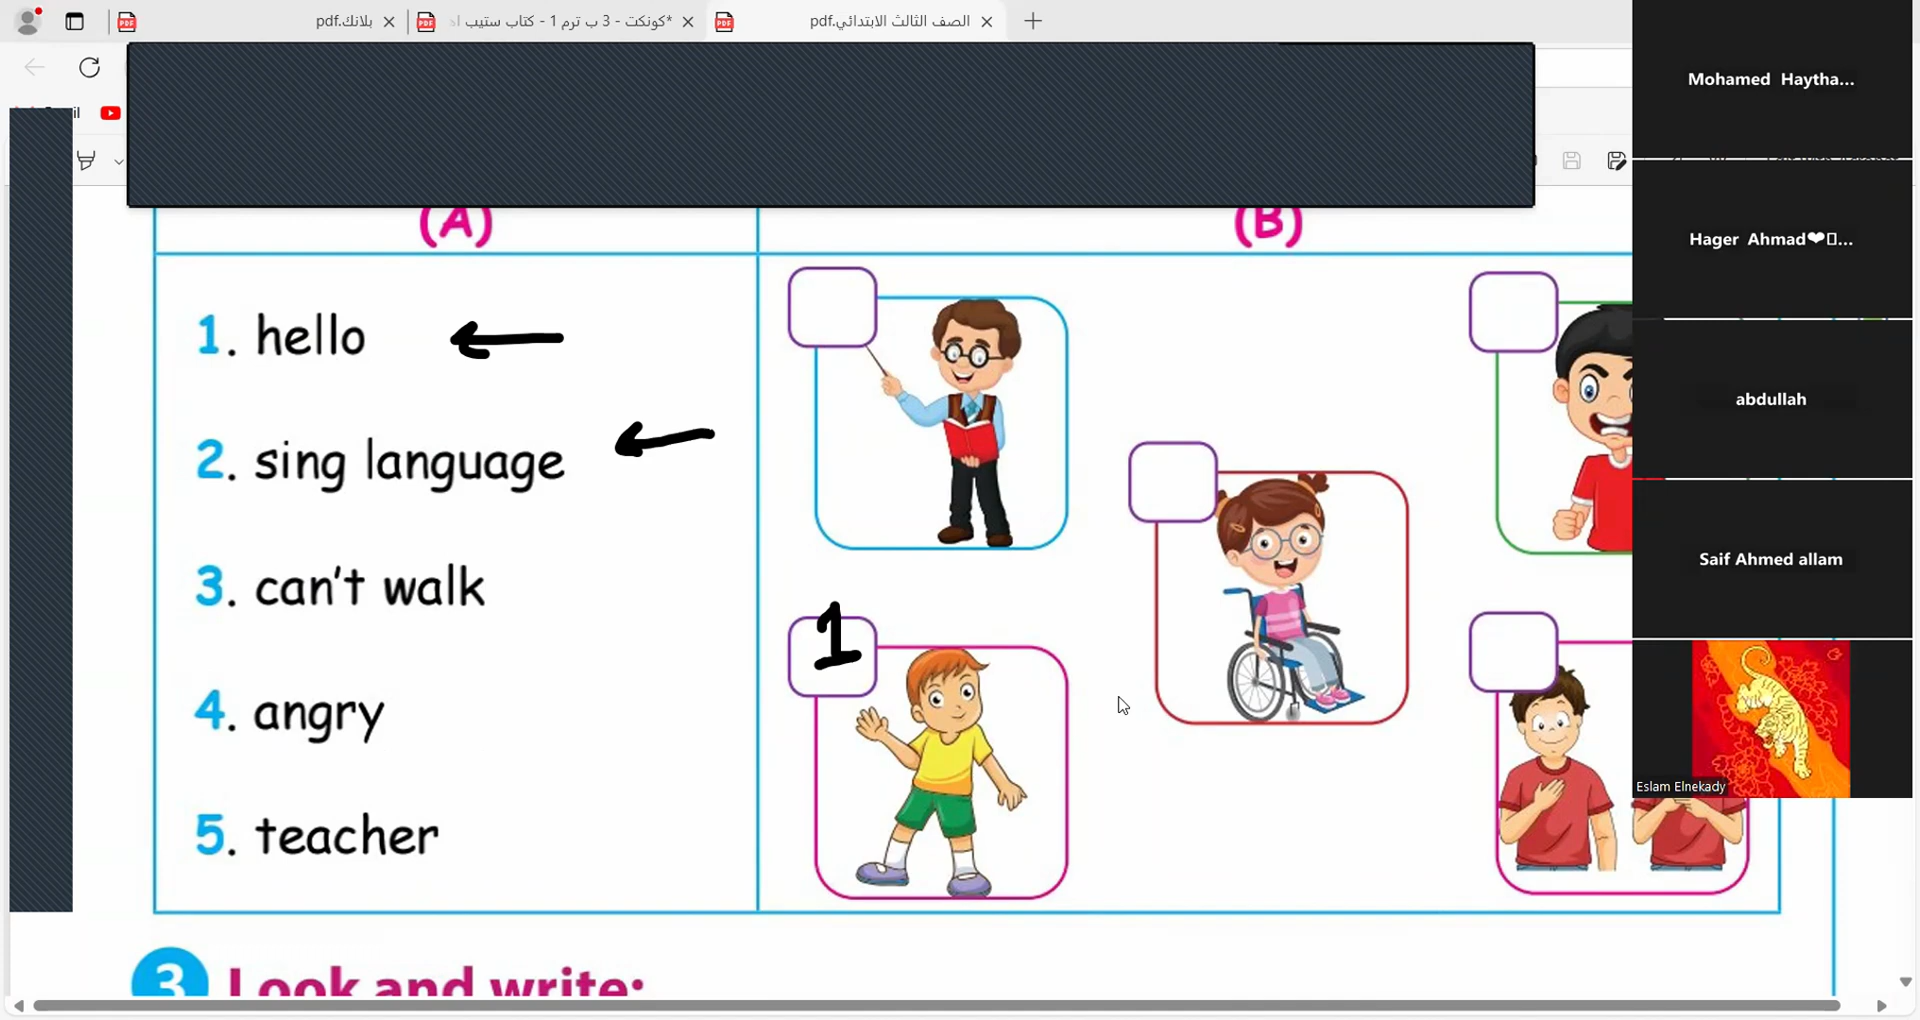 بلانك.pdf
*كونكت - 3 ب ترم 1 - كتاب ستيب اه
الصف الثالث الابتدائي.pdf
il
(A)
(B)
1. hello
2. sing language
3. can't walk
4. angry
5. teacher
1
3 Look and write:
Mohamed Haytha...
Hager Ahmad❤...
abdullah
Saif Ahmed allam
Eslam Elnekady